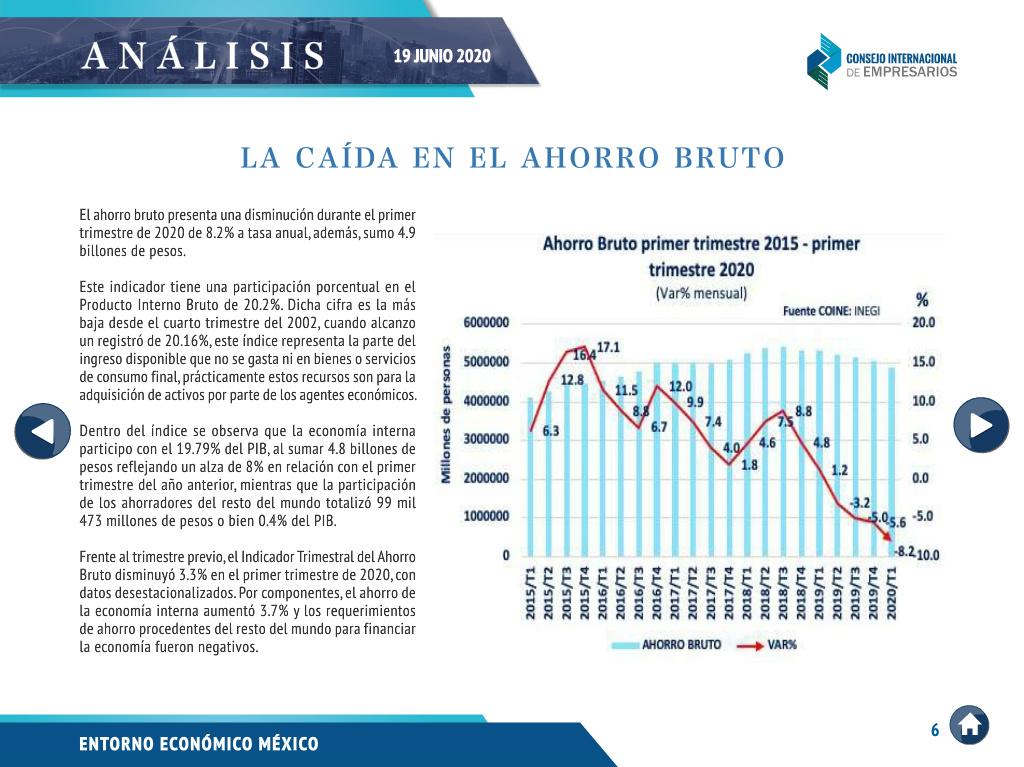 ANÁLISIS
19 JUNIO 2020
CONSEJO INTERNACIONAL
DE EMPRESARIOS
LA CAÍDA EN EL AHORRO BRUTO
El ahorro bruto presenta una disminución durante el primer
trimestre de 2020 de 8.2% a tasa anual, además, sumo 4.9
billones de pesos.
Este indicador tiene una participación porcentual en el
Producto Interno Bruto de 20.2%. Dicha cifra es la más
baja desde el cuarto trimestre del 2002, cuando alcanzo
un registró de 20.16%, este índice representa la parte del
ingreso disponible que no se gasta ni en bienes o servicios
de consumo final, prácticamente estos recursos son para la
adquisición de activos por parte de los agentes económicos.
Dentro del índice se observa que la economía interna
participo con el 19.79% del PIB, al sumar 4.8 billones de
pesos reflejando un alza de 8% en relación con el primer
trimestre del año anterior, mientras que la participación
de los ahorradores del resto del mundo totalizó 99 mil
473 millones de pesos o bien 0.4% del PIB.
Frente al trimestre previo, el Indicador Trimestral del Ahorro
Bruto disminuyó 3.3% en el primer trimestre de 2020, con
datos desestacionalizados. Por componentes, el ahorro de
la economía interna aumentó 3.7% y los requerimientos
de ahorro procedentes del resto del mundo para financiar
la economía fueron negativos.
Ahorro Bruto primer trimestre 2015 - primer
trimestre 2020
(Var% mensual)
Fuente COINE: INEGI
%
Millones de personas
6000000
5000000
4000000
3000000
2000000
1000000
0
20.0
15.0
10.0
5.0
0.0
-5.0
-10.0
6.3
12.8
16.4
17.1
11.5
8.8
6.7
12.0
9.9
7.4
4.0
1.8
4.6
7.5
8.8
4.8
1.2
-3.2
-5.0
-5.6
-8.2
2015/T1
2015/T2
2015/T3
2015/T4
2016/T1
2016/T2
2016/T3
2016/T4
2017/T1
2017/T2
2017/T3
2017/T4
2018/T1
2018/T2
2018/T3
2018/T4
2019/T1
2019/T2
2019/T3
2019/T4
2020/T1
AHORRO BRUTO
VAR%
ENTORNO ECONÓMICO MÉXICO
6